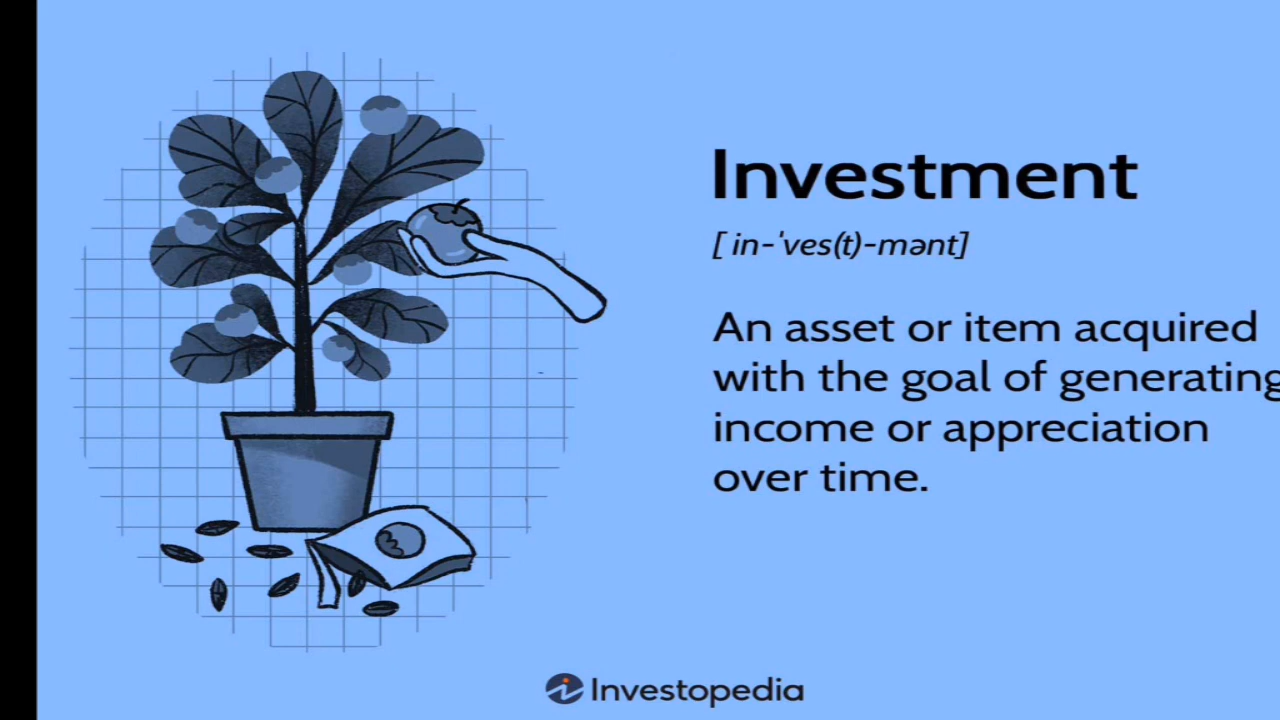 Investment
[ in-ˈves(t)-mənt]
An asset or item acquired
with the goal of generating
income or appreciation
over time.
Investopedia